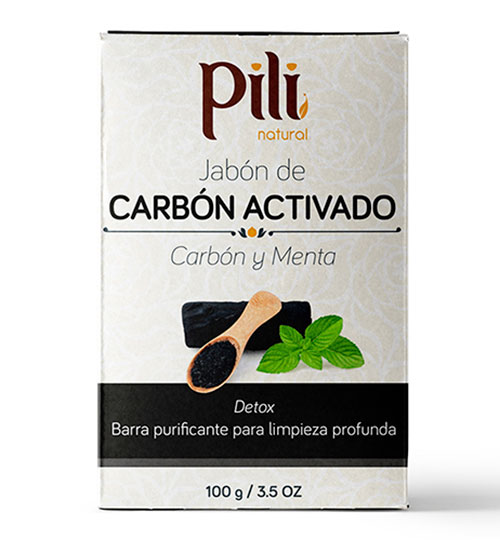 Pili
natural
Jabón de
CARBÓN ACTIVADO
Carbón y Menta
Detox
Barra purificante para limpieza profunda
100 g / 3.5 OZ